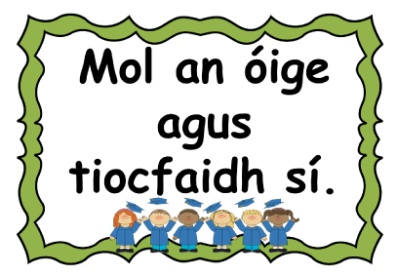 Mol an óige
agus
tiocfaidh sí.